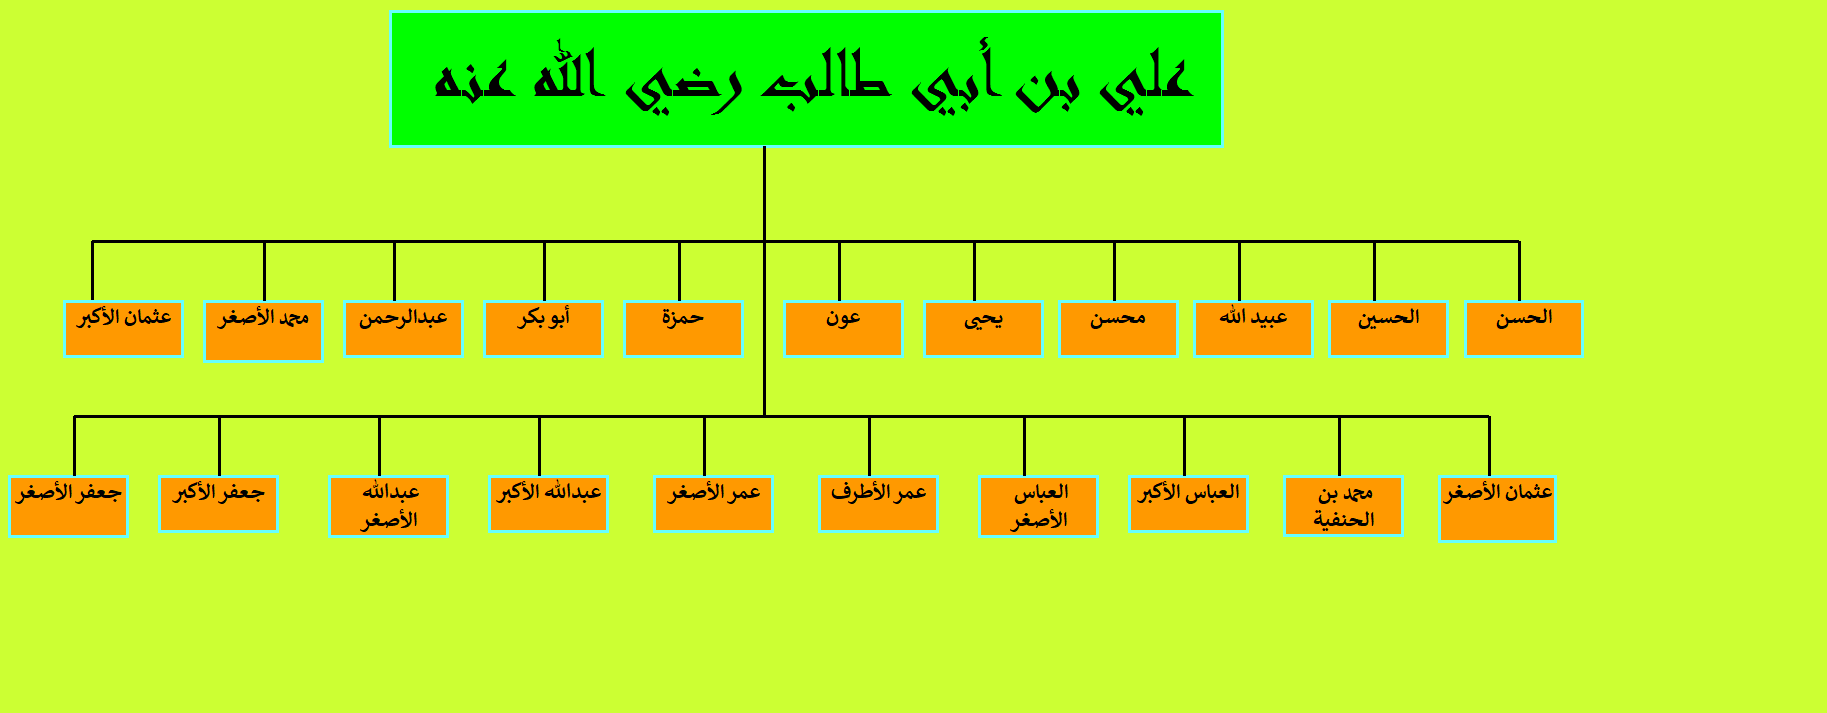 علي بن أبي طالب رضي الله عنه
الحسن
الحسين
عبيد الله
محسن
يحيى
عون
حمزة
أبو بكر
عبدالرحمن
محمد الأصغر
عثمان الأكبر
عثمان الأصغر
محمد بن
الحنفية
العباس الأكبر
العباس
الأصغر
عمر الأطرف
عمر الأصغر
عبدالله الأكبر
عبدالله
الأصغر
جعفر الأكبر
جعفر الأصغر